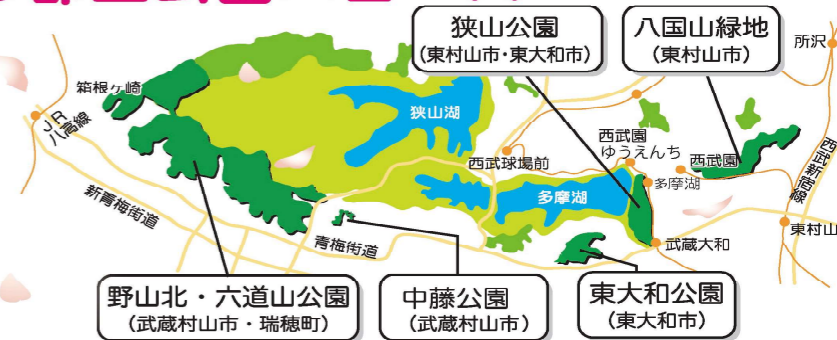 狭山公園
(東村山市・東大和市)
八国山緑地
(東村山市)
所沢
箱根ヶ崎
JR
八高線
狭山湖
西武球場前
西武園
ゆうえんち
西武園
西武新宿線
多摩湖
多摩湖
新青梅街道
青梅街道
武蔵大和
東村山
野山北・六道山公園
(武蔵村山市・瑞穂町)
中藤公園
(武蔵村山市)
東大和公園
(東大和市)